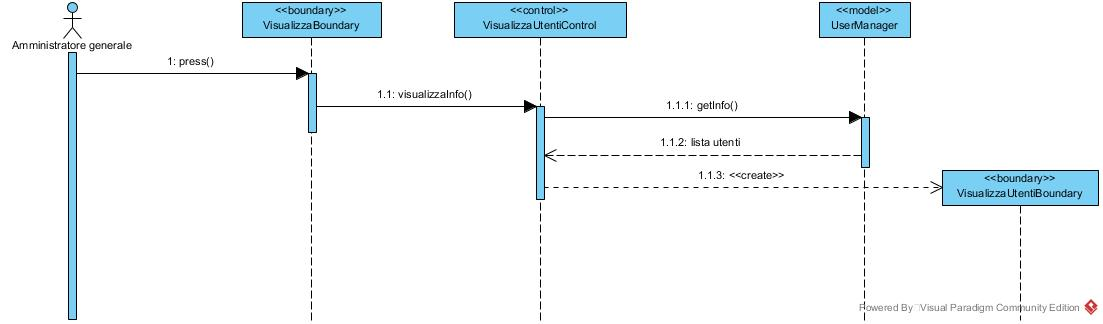 <<boundary>>
VisualizzaBoundary
<<control>>
VisualizzaUtentiControl
<<model>>
UserManager
Amministratore generale
1: press()
1.1: visualizzaInfo()
1.1.1: getInfo()
1.1.2: lista utenti
1.1.3: <<create>>
<<boundary>>
VisualizzaUtentiBoundary
Powered By Visual Paradigm Community Edition